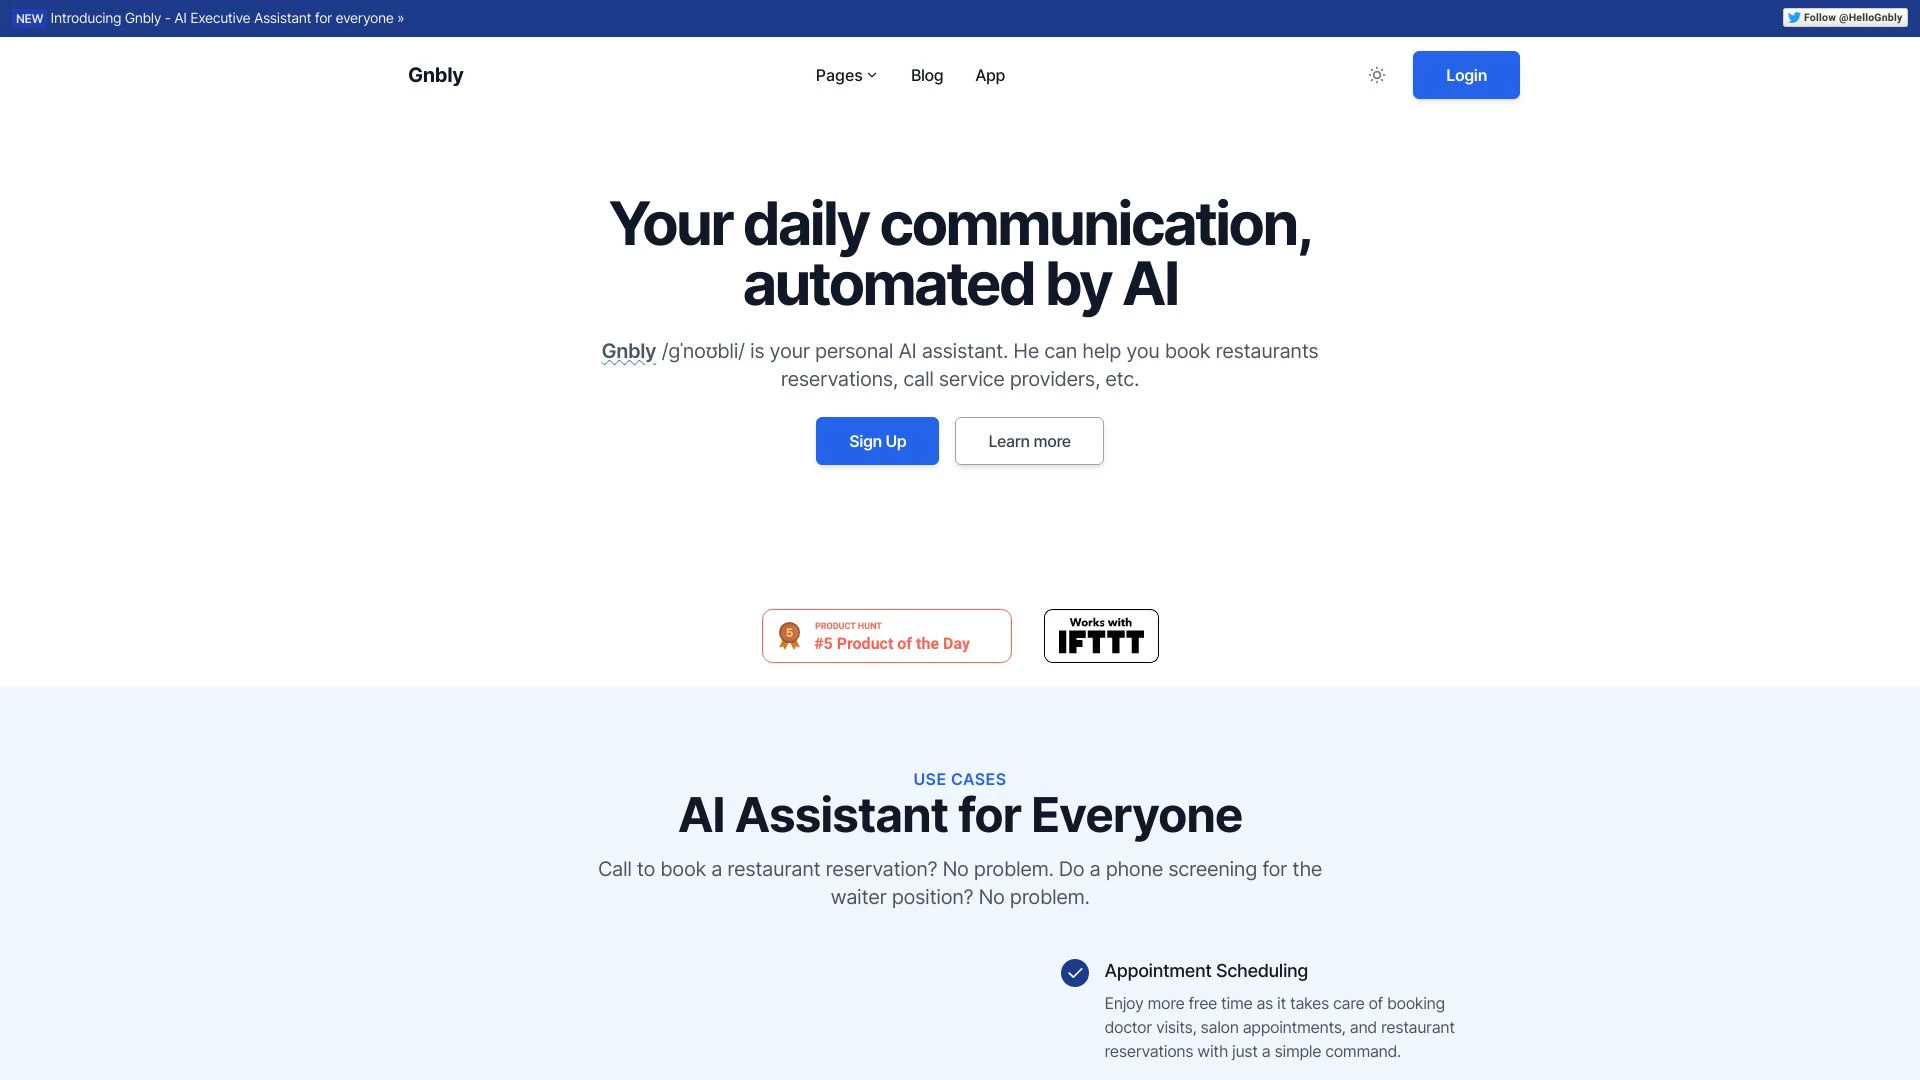 NEW Introducing Gnbly - AI Executive Assistant for everyone »
Follow @HelloGnbly
Gnbly
Pages
Blog
App
Login
Your daily communication,
automated by AI
Gnbly /ɡˈnoʊbli/ is your personal AI assistant. He can help you book restaurants
reservations, call service providers, etc.
Sign Up
Learn more
5
PRODUCT HUNT
#5 Product of the Day
Works with
IFTTT
USE CASES
AI Assistant for Everyone
Call to book a restaurant reservation? No problem. Do a phone screening for the
waiter position? No problem.
Appointment Scheduling
Enjoy more free time as it takes care of booking
doctor visits, salon appointments, and restaurant
reservations with just a simple command.